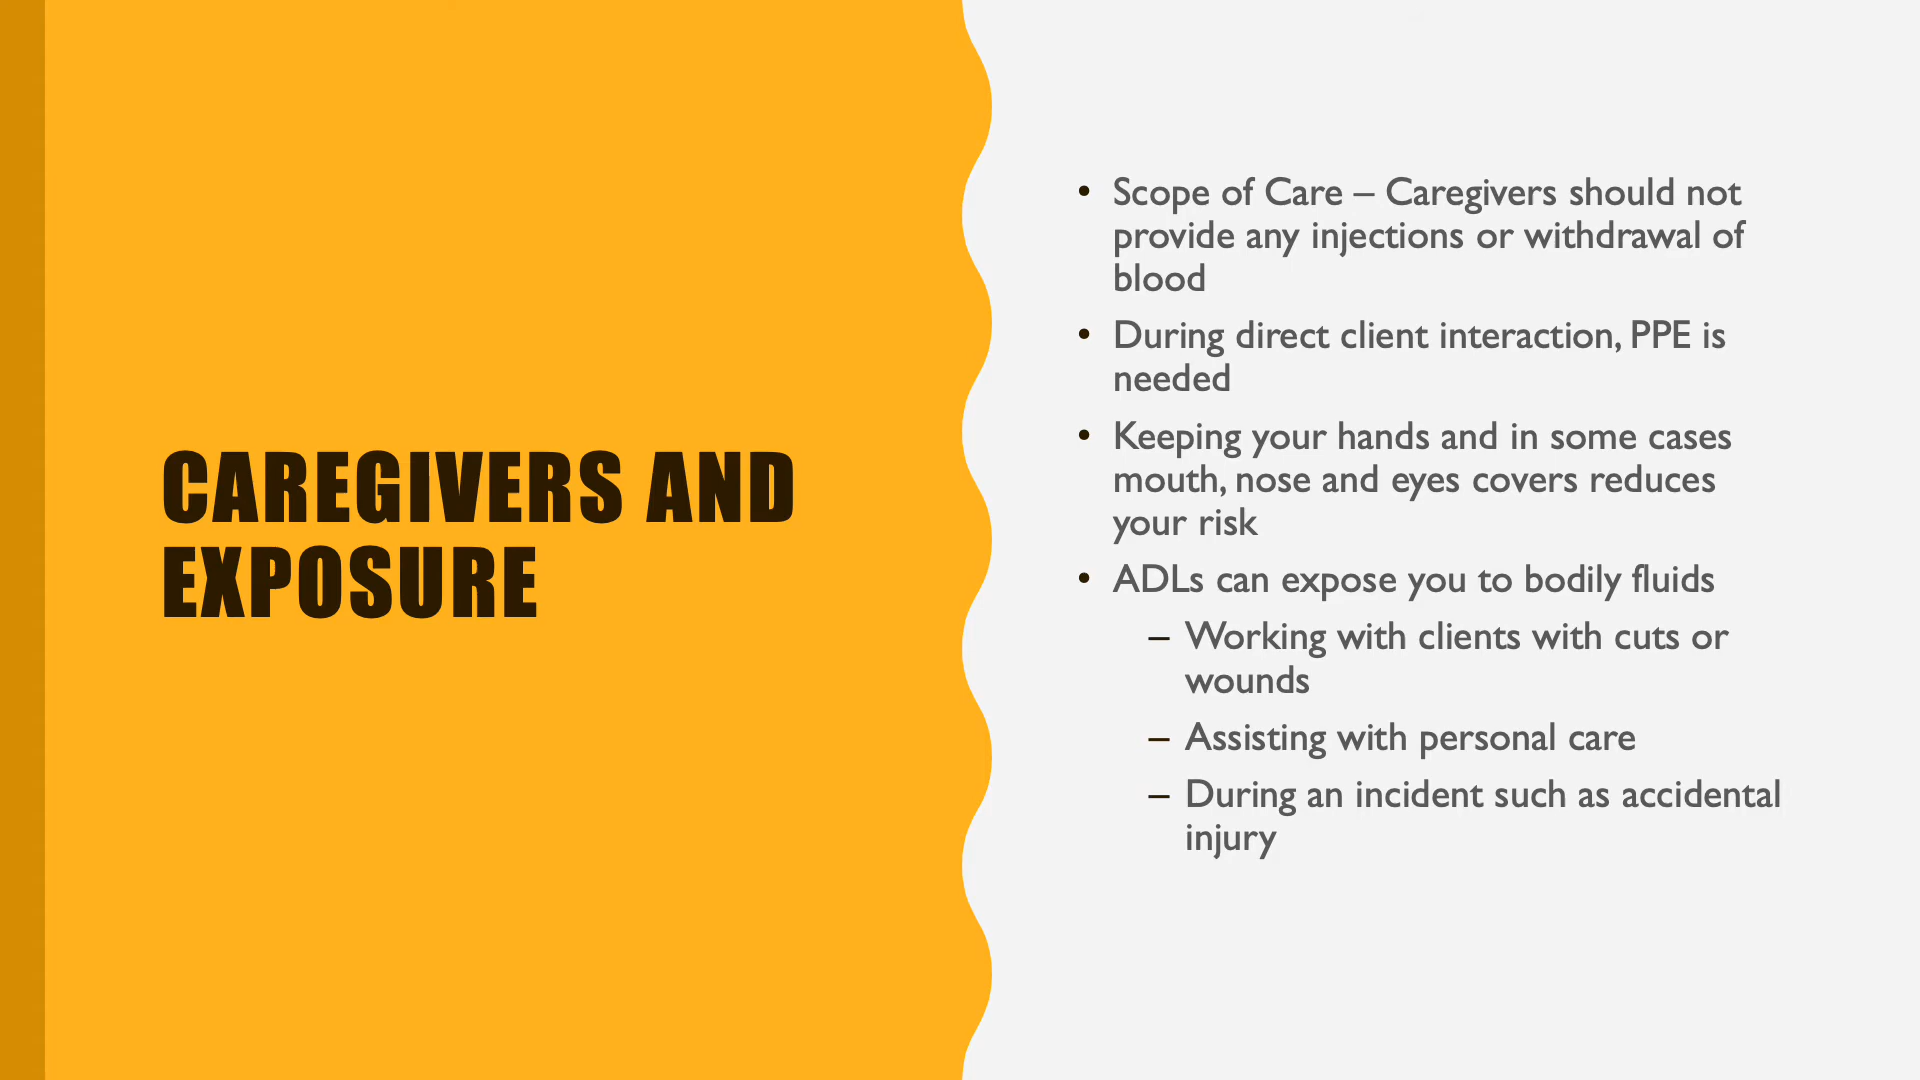 CAREGIVERS AND
EXPOSURE
• Scope of Care – Caregivers should not
provide any injections or withdrawal of
blood
• During direct client interaction, PPE is
needed
• Keeping your hands and in some cases
mouth, nose and eyes covers reduces
your risk
• ADLs can expose you to bodily fluids
– Working with clients with cuts or
wounds
– Assisting with personal care
– During an incident such as accidental
injury